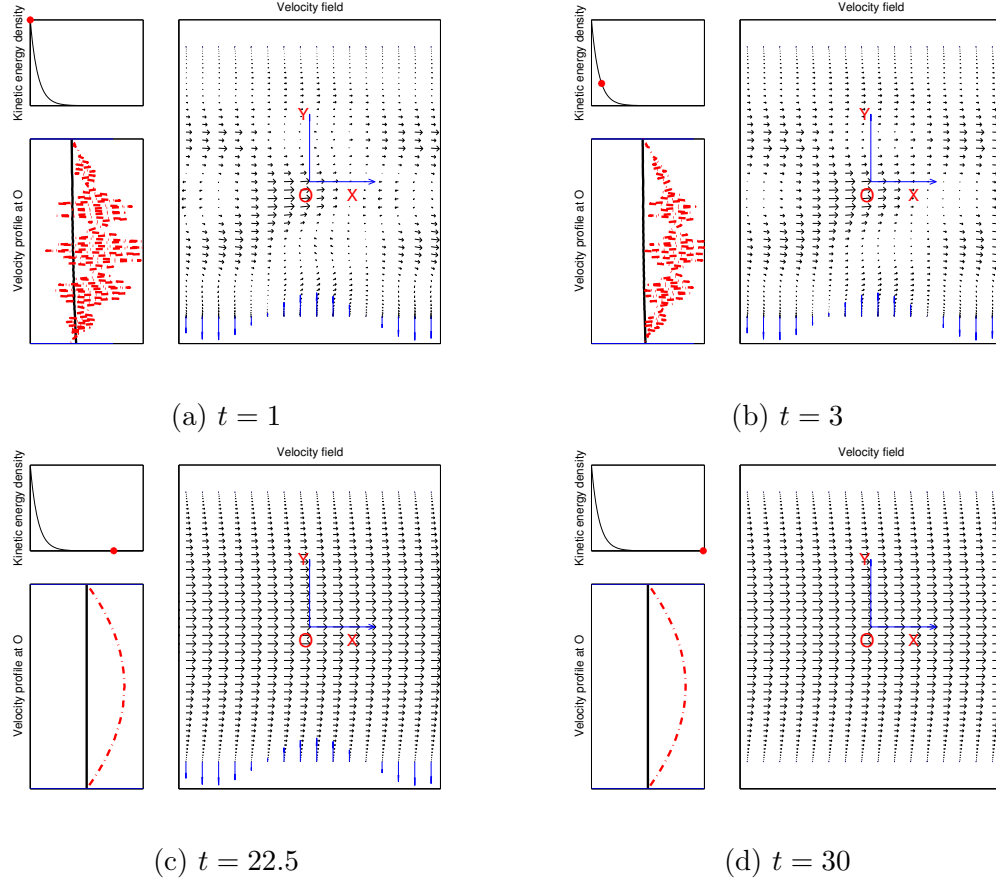 Velocity field
Kinetic energy density
Velocity profile at O
Y
O
X
(a) t = 1
Velocity field
Kinetic energy density
Velocity profile at O
Y
O
X
(b) t = 3
Velocity field
Kinetic energy density
Velocity profile at O
Y
O
X
(c) t = 22.5
Velocity field
Kinetic energy density
Velocity profile at O
Y
O
X
(d) t = 30